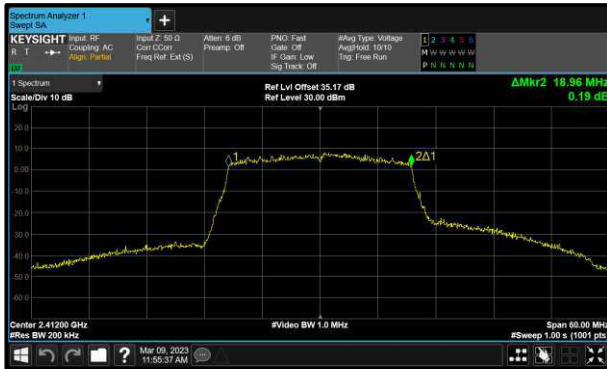 Spectrum Analyzer 1
Swept SA
KEYSIGHT
R T
Input: RF
Coupling: AC
Align: Partial
Input Z: 50 Ω
Corr CCorr
Freq Ref: Ext (S)
Atten: 6 dB
Preamp: Off
PNO: Fast
Gate: Off
IF Gain: Low
Sig Track: Off
#Avg Type: Voltage
Avg|Hold: 10/10
Trig: Free Run
1 2 3 4 5 6
M W W W W W
P N N N N N
1 Spectrum
Scale/Div 10 dB
Ref Lvl Offset 35.17 dB
Ref Level 30.00 dBm
ΔMkr2 18.96 MHz
0.19 dB
Log
20.0
10.0
0.00
-10.0
-20.0
-30.0
-40.0
-50.0
-60.0
1
2Δ1
Center 2.41200 GHz
#Res BW 200 kHz
#Video BW 1.0 MHz
Span 60.00 MHz
#Sweep 1.00 s (1001 pts)
?
Mar 09, 2023
11:55:37 AM